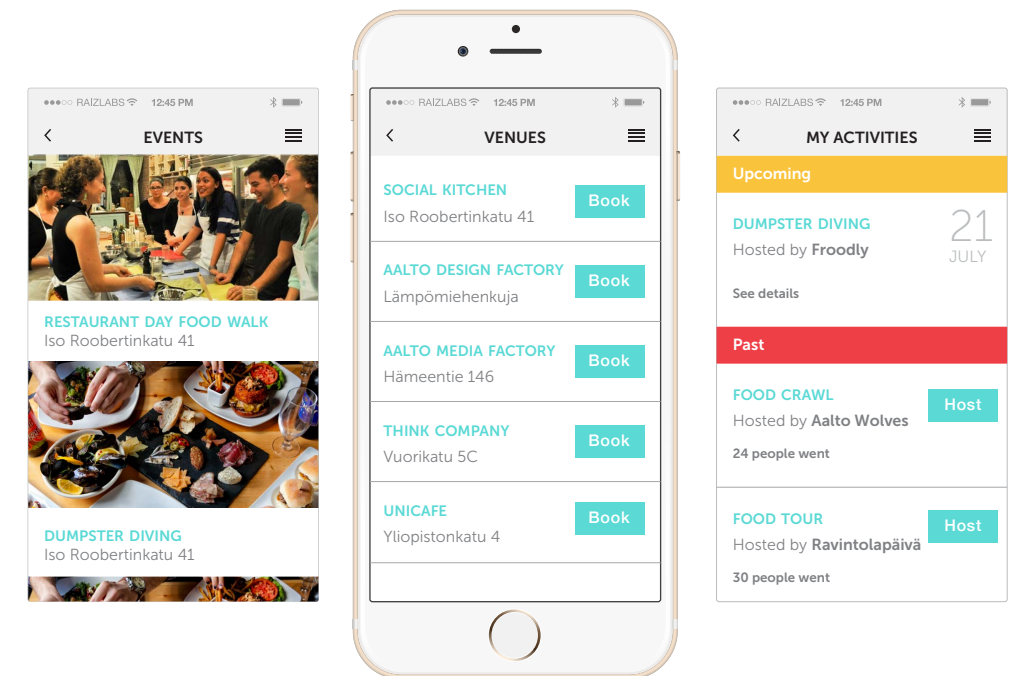 RAIZLABS 12:45 PM
EVENTS
RESTAURANT DAY FOOD WALK
Iso Roobertinkatu 41
DUMPSTER DIVING
Iso Roobertinkatu 41
RAIZLABS 12:45 PM
VENUES
SOCIAL KITCHEN
Iso Roobertinkatu 41
Book
AALTO DESIGN FACTORY
Lämpömiehenkuja
Book
AALTO MEDIA FACTORY
Hämeentie 146
Book
THINK COMPANY
Vuorikatu 5C
Book
UNICAFE
Yliopistonkatu 4
Book
RAIZLABS 12:45 PM
MY ACTIVITIES
Upcoming
DUMPSTER DIVING
Hosted by Froodly
21
JULY
See details
Past
FOOD CRAWL
Hosted by Aalto Wolves
Host
24 people went
FOOD TOUR
Hosted by Ravintolapäivä
Host
30 people went